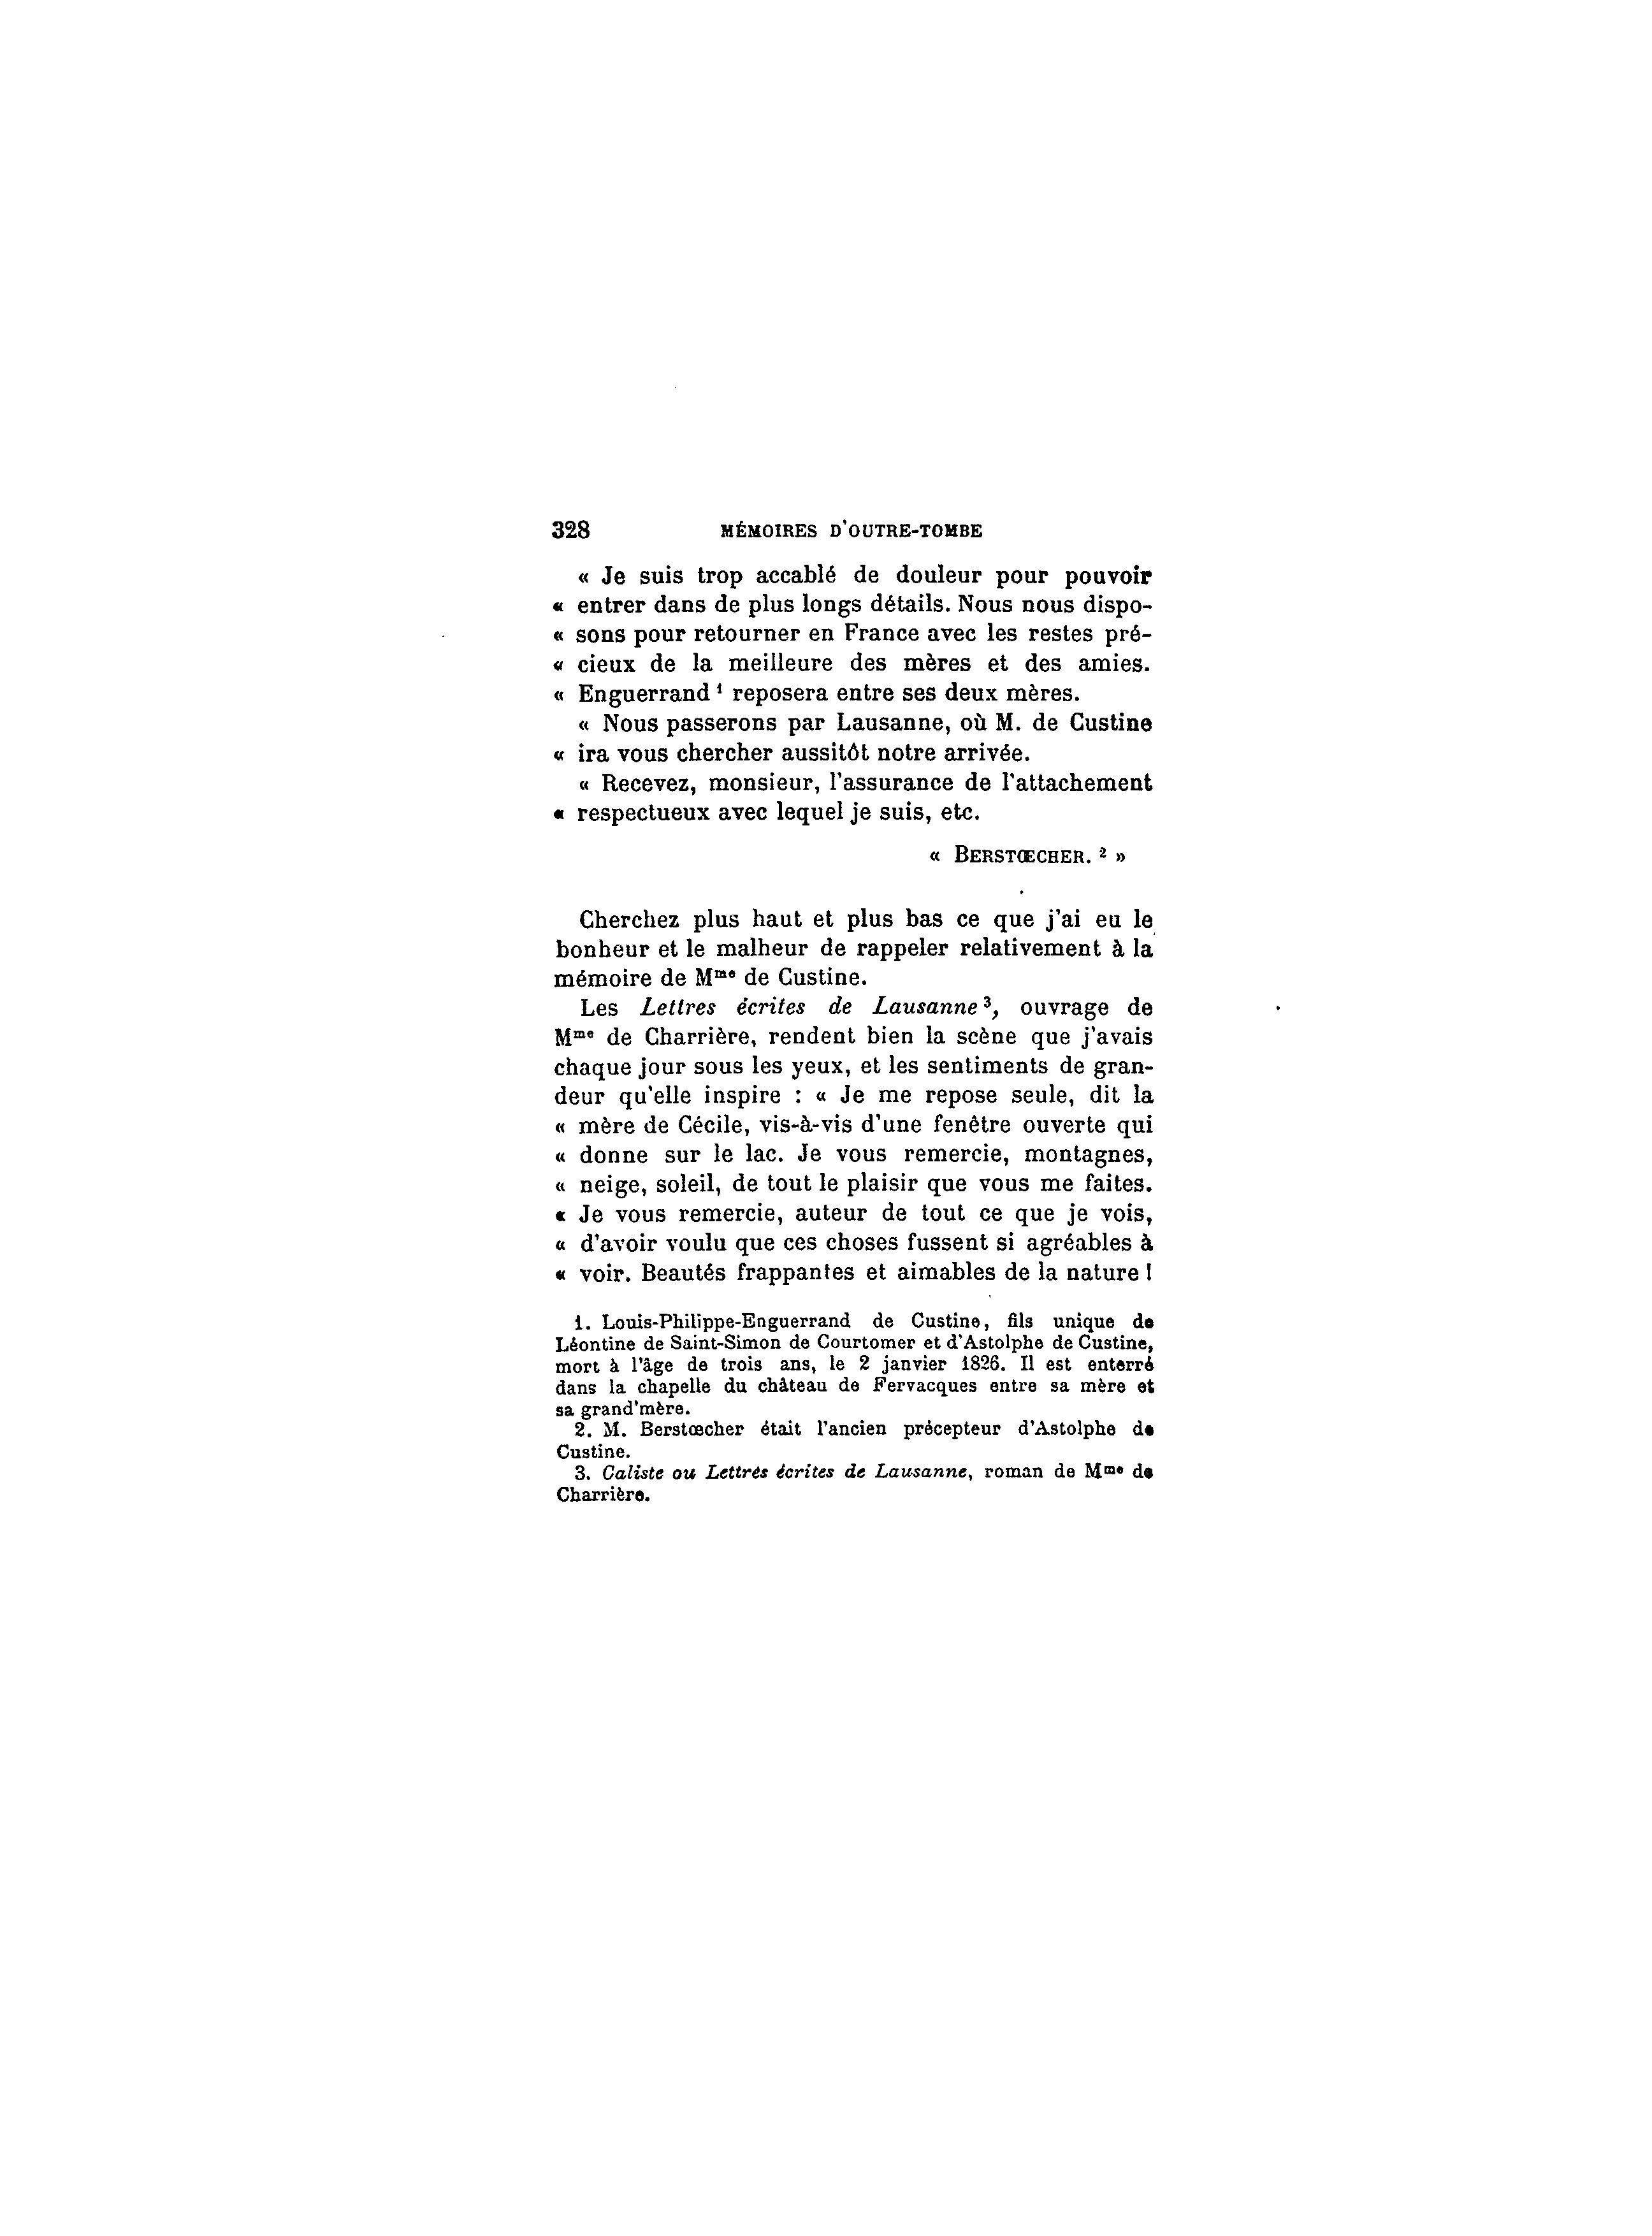 328 MÉMOIRES D'OUTRE-TOMBE
« Je suis trop accablé de douleur pour pouvoir
« entrer dans de plus longs détails. Nous nous dispo-
« sons pour retourner en France avec les restes pré-
« cieux de la meilleure des mères et des amies.
« Enguerrand ¹ reposera entre ses deux mères.
« Nous passerons par Lausanne, où M. de Custine
« ira vous chercher aussitôt notre arrivée.
« Recevez, monsieur, l'assurance de l'attachement
« respectueux avec lequel je suis, etc.
« BERSTŒCHER. ² »
Cherchez plus haut et plus bas ce que j'ai eu le
bonheur et le malheur de rappeler relativement à la
mémoire de Mᵐᵉ de Custine.
Les Lettres écrites de Lausanne ³, ouvrage de
Mᵐᵉ de Charrière, rendent bien la scène que j'avais
chaque jour sous les yeux, et les sentiments de gran-
deur qu'elle inspire : « Je me repose seule, dit la
« mère de Cécile, vis-à-vis d'une fenêtre ouverte qui
« donne sur le lac. Je vous remercie, montagnes,
« neige, soleil, de tout le plaisir que vous me faites.
« Je vous remercie, auteur de tout ce que je vois,
« d'avoir voulu que ces choses fussent si agréables à
« voir. Beautés frappantes et aimables de la nature !
1. Louis-Philippe-Enguerrand de Custine, fils unique de
Léontine de Saint-Simon de Courtomer et d'Astolphe de Custine,
mort à l'âge de trois ans, le 2 janvier 1826. Il est enterré
dans la chapelle du château de Fervacques entre sa mère et
sa grand'mère.
2. M. Berstœcher était l'ancien précepteur d'Astolphe de
Custine.
3. Caliste ou Lettres écrites de Lausanne, roman de Mᵐᵉ de
Charrière.